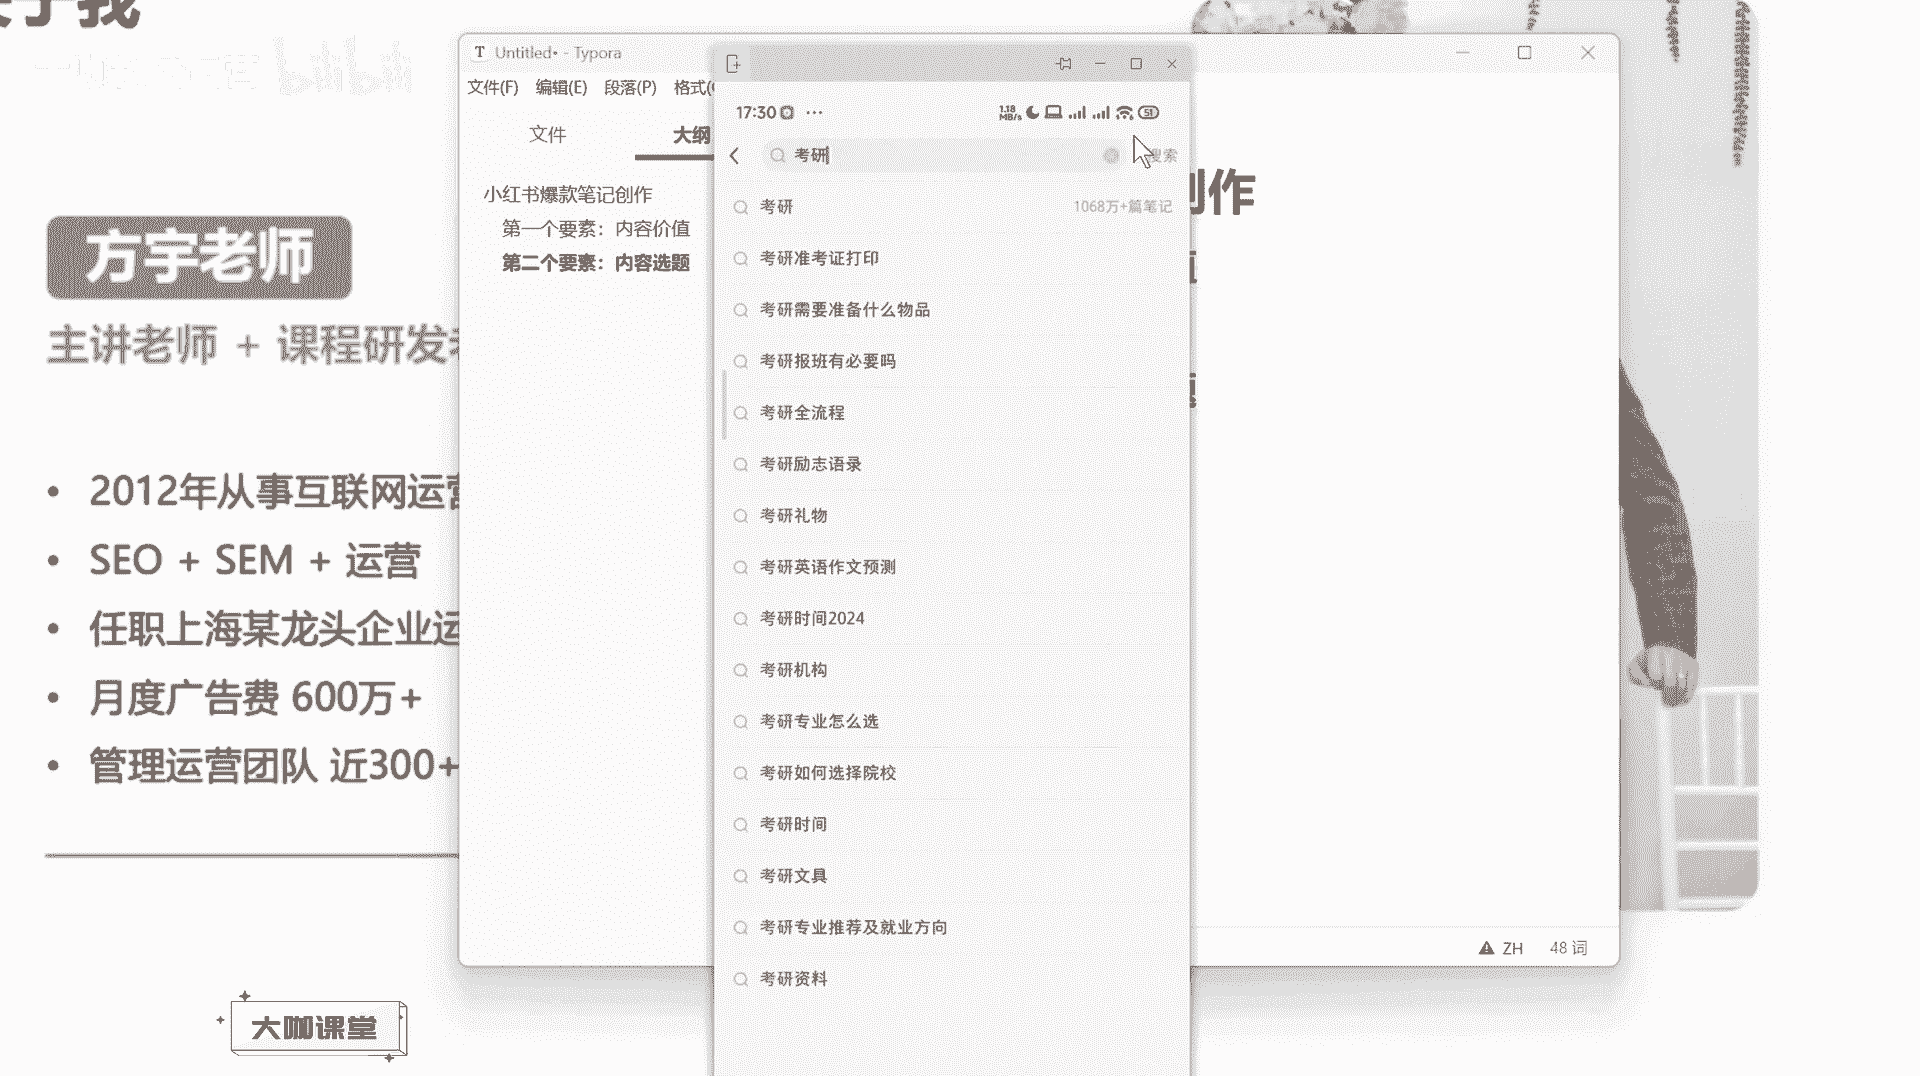 关于我
bilibili
方宇老师
主讲老师 + 课程研发
2012年从事互联网运营
SEO + SEM + 运营
任职上海某龙头企业运
月度广告费 600万+
管理运营团队 近300+
大咖课堂
Untitled• - Typora
文件(F) 编辑(E) 段落(P) 格式(
文件 大纲
小红书爆款笔记创作
第一个要素：内容价值
第二个要素：内容选题
创作
17:30 ···
1.18 MB/s 51
考研 搜索
考研 1068万+篇笔记
考研准考证打印
考研需要准备什么物品
考研报班有必要吗
考研全流程
考研励志语录
考研礼物
考研英语作文预测
考研时间2024
考研机构
考研专业怎么选
考研如何选择院校
考研时间
考研文具
考研专业推荐及就业方向
考研资料
ZH 48 词